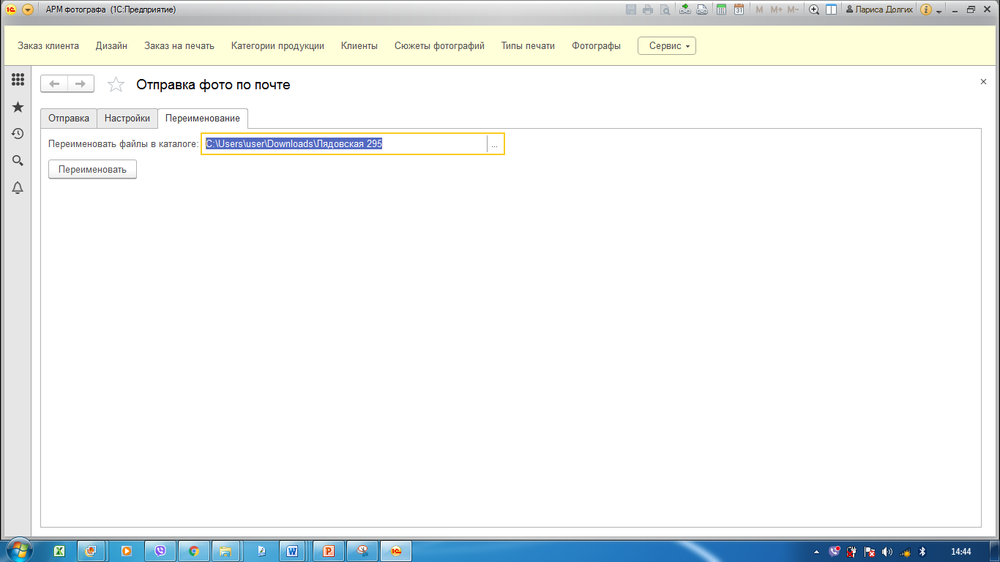 АРМ фотографа (1С:Предприятие)
M M+ M- Лариса Долгих
Заказ клиента Дизайн Заказ на печать Категории продукции Клиенты Сюжеты фотографий Типы печати Фотографы Сервис
Отправка фото по почте
Отправка Настройки Переименование
Переименовать файлы в каталоге: C:\Users\user\Downloads\Лядовская 295 ...
Переименовать
14:44